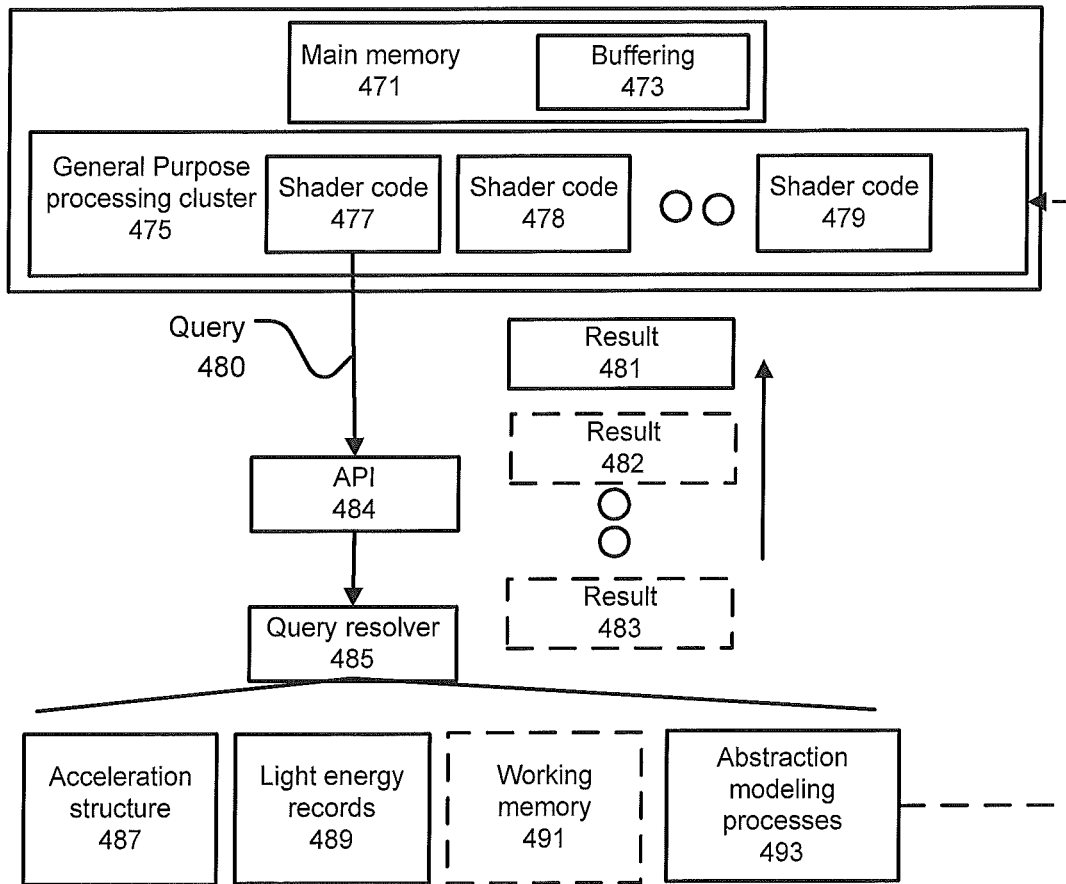 Main memory
471
Buffering
473
General Purpose
processing cluster
475
Shader code
477
Shader code
478
Shader code
479
Query
480
Result
481
Result
482
API
484
Result
483
Query resolver
485
Acceleration
structure
487
Light energy
records
489
Working
memory
491
Abstraction
modeling
processes
493